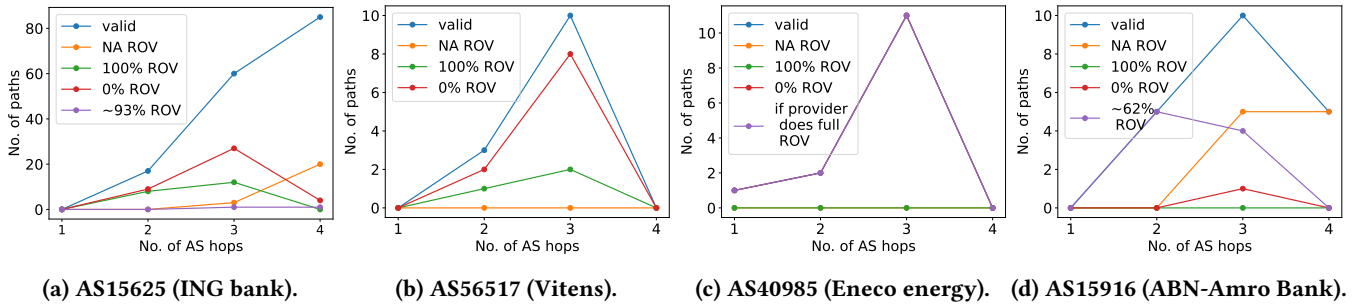 80
60
40
20
0
No. of paths
valid
NA ROV
100% ROV
0% ROV
~93% ROV
1 2 3 4
No. of AS hops
(a) AS15625 (ING bank).
10
8
6
4
2
0
No. of paths
valid
NA ROV
100% ROV
0% ROV
1 2 3 4
No. of AS hops
(b) AS56517 (Vitens).
10
8
6
4
2
0
No. of paths
valid
NA ROV
100% ROV
0% ROV
if provider
does full
ROV
1 2 3 4
No. of AS hops
(c) AS40985 (Eneco energy).
10
8
6
4
2
0
No. of paths
valid
NA ROV
100% ROV
0% ROV
~62%
ROV
1 2 3 4
No. of AS hops
(d) AS15916 (ABN-Amro Bank).